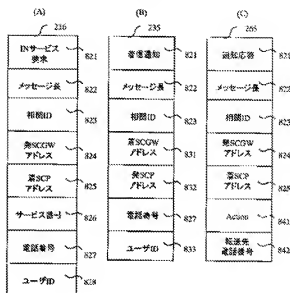 (A)
236
INサービス
要求
821
メッセージ長
822
相関ID
823
発SCGW
アドレス
824
着SCP
アドレス
825
サービス番号
826
電話番号
827
ユーザID
828
(B)
235
着信通知
821
メッセージ長
822
相関ID
823
着SCGW
アドレス
831
発SCP
アドレス
832
電話番号
827
ユーザID
833
(C)
265
通知応答
821
メッセージ長
822
相関ID
823
発SCGW
アドレス
824
着SCP
アドレス
825
Action
841
転送先
電話番号
842